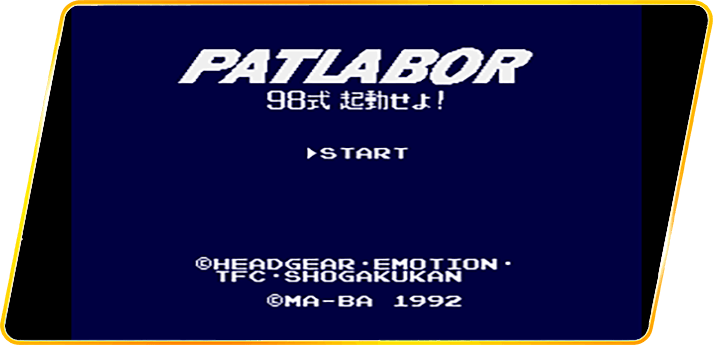 PATLABOR
98式 起動せよ!
▶START
©HEADGEAR・EMOTION・
TFC・SHOGAKUKAN
©MA-BA 1992